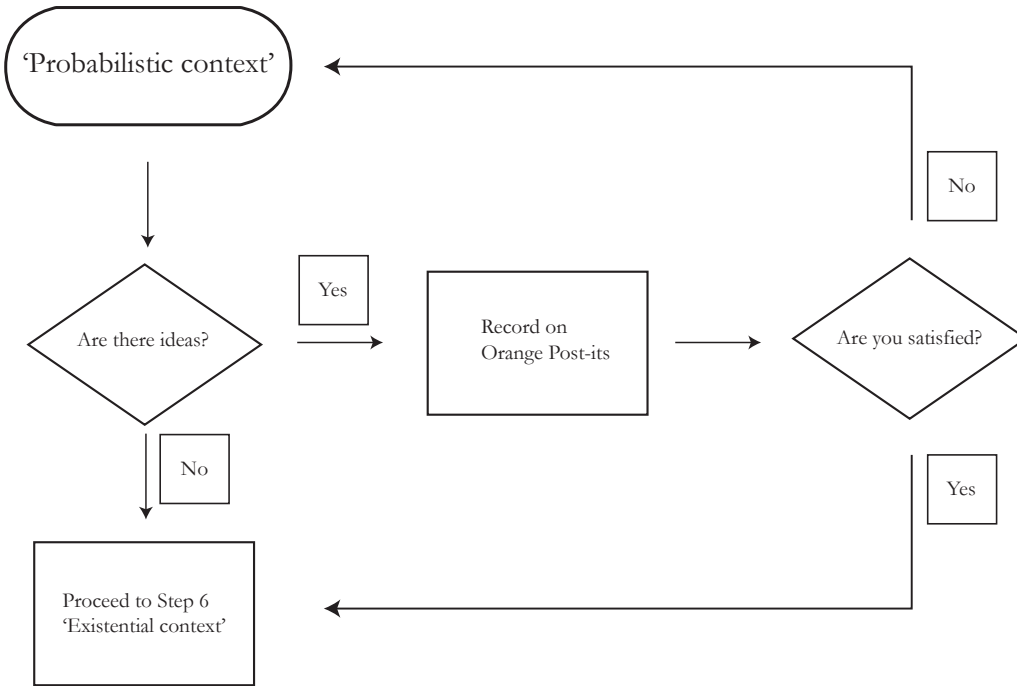 ‘Probabilistic context’
No
Are there ideas?
Yes
Record on
Orange Post-its
Are you satisfied?
No
Yes
Proceed to Step 6
‘Existential context’